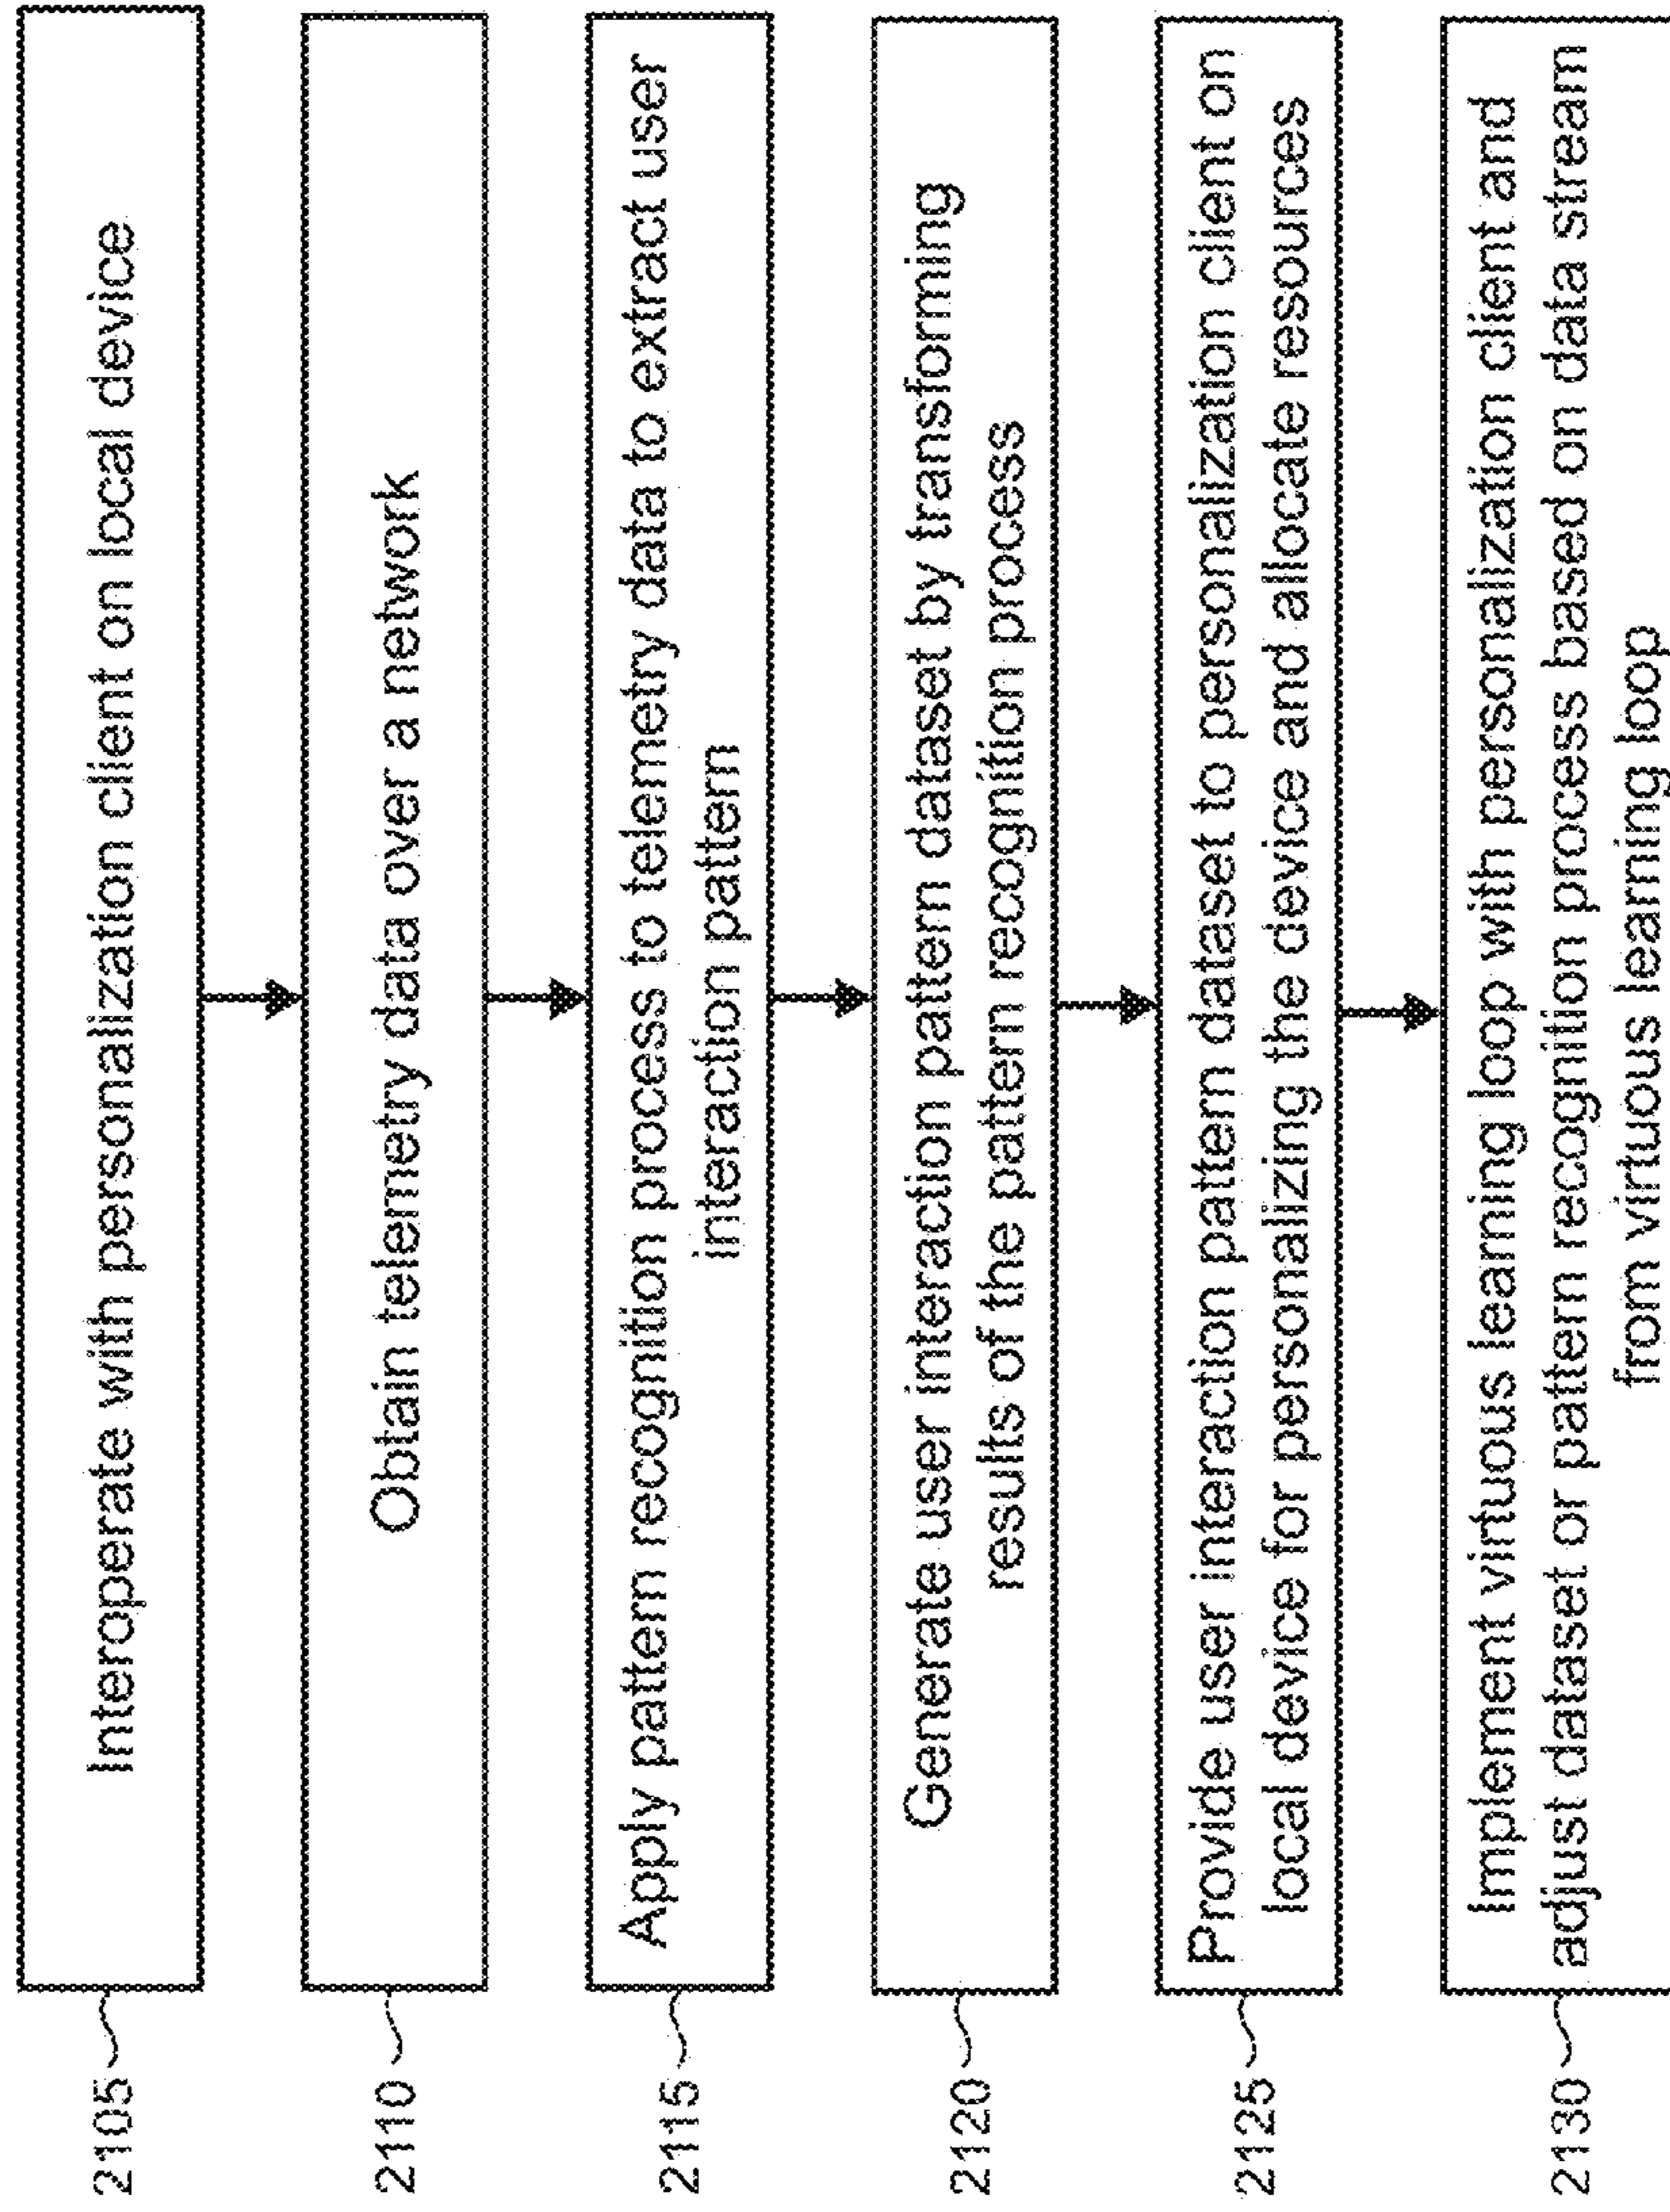 2105
Interoperate with personalization client on local device
2110
Obtain telemetry data over a network
2115
Apply pattern recognition process to telemetry data to extract user
interaction pattern
2120
Generate user interaction pattern dataset by transforming
results of the pattern recognition process
2125
Provide user interaction pattern dataset to personalization client on
local device for personalizing the device and allocate resources
2130
Implement virtuous learning loop with personalization client and
adjust dataset or pattern recognition process based on data stream
from virtuous learning loop